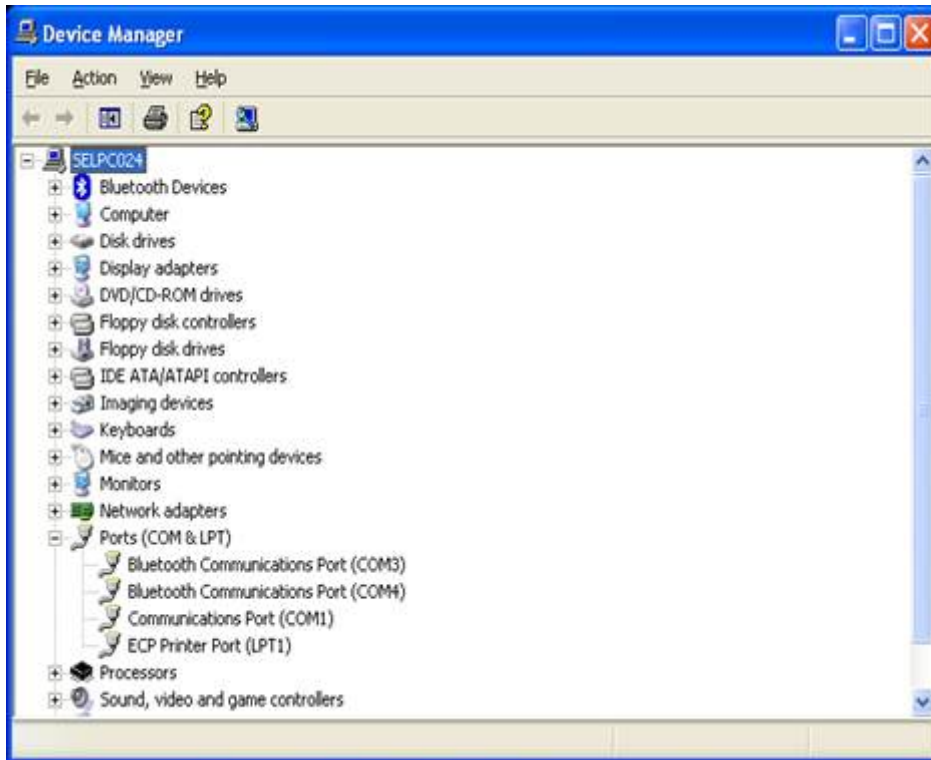 Device Manager
File Action View Help
SELPC024
Bluetooth Devices
Computer
Disk drives
Display adapters
DVD/CD-ROM drives
Floppy disk controllers
Floppy disk drives
IDE ATA/ATAPI controllers
Imaging devices
Keyboards
Mice and other pointing devices
Monitors
Network adapters
Ports (COM & LPT)
Bluetooth Communications Port (COM3)
Bluetooth Communications Port (COM4)
Communications Port (COM1)
ECP Printer Port (LPT1)
Processors
Sound, video and game controllers